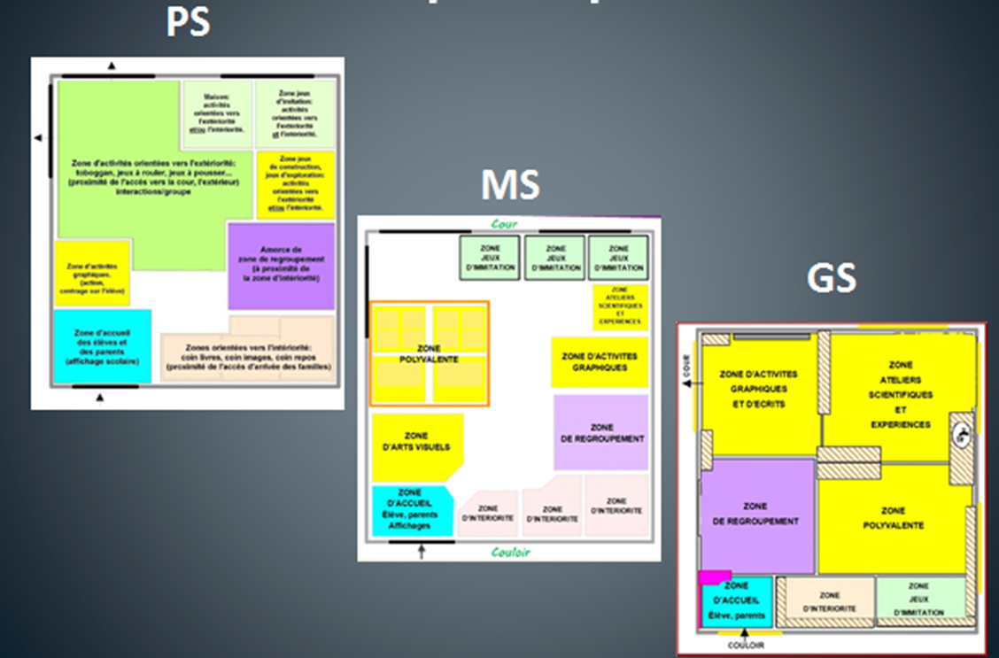 PS
Maison:
activités
orientées vers
l'extériorité
et/ou l'intériorité.
Zone jeux
d'imitation:
activités
orientées vers
l'extériorité
et l'intériorité.
Zone d'activités orientées vers l'extériorité:
toboggan, jeux à rouler, jeux à pousser...
(proximité de l'accès vers la cour, l'extérieur)
interactions/groupe
Zone jeux
de construction,
jeux d'exploration:
activités
orientées vers
l'extériorité
et/ou l'intériorité.
Amorce de
zone de regroupement
(à proximité de
la zone d'intériorité)
Zone d'activités
graphiques.
(action,
centrage sur l'élève)
Zone d'accueil
des élèves et
des parents
(affichage scolaire)
Zones orientées vers l'intériorité:
coin livres, coin images, coin repos
(proximité de l'accès d'arrivée des familles)
MS
Cour
ZONE
JEUX
D'IMMITATION
ZONE
JEUX
D'IMMITATION
ZONE
JEUX
D'IMMITATION
ZONE
ATELIERS
SCIENTIFIQUES
ET
EXPERIENCES
ZONE
POLYVALENTE
ZONE D'ACTIVITES
GRAPHIQUES
ZONE
DE REGROUPEMENT
ZONE
D'ARTS VISUELS
ZONE
D'ACCUEIL
Élève, parents
Affichages
ZONE
D'INTERIORITE
ZONE
D'INTERIORITE
ZONE
D'INTERIORITE
Couloir
GS
COUR
ZONE D'ACTIVITES
GRAPHIQUES
ET D'ECRITS
ZONE
ATELIERS
SCIENTIFIQUES
ET
EXPERIENCES
ZONE
DE REGROUPEMENT
ZONE
POLYVALENTE
ZONE
D'ACCUEIL
Élève, parents
ZONE
D'INTERIORITE
ZONE
JEUX
D'IMMITATION
COULOIR